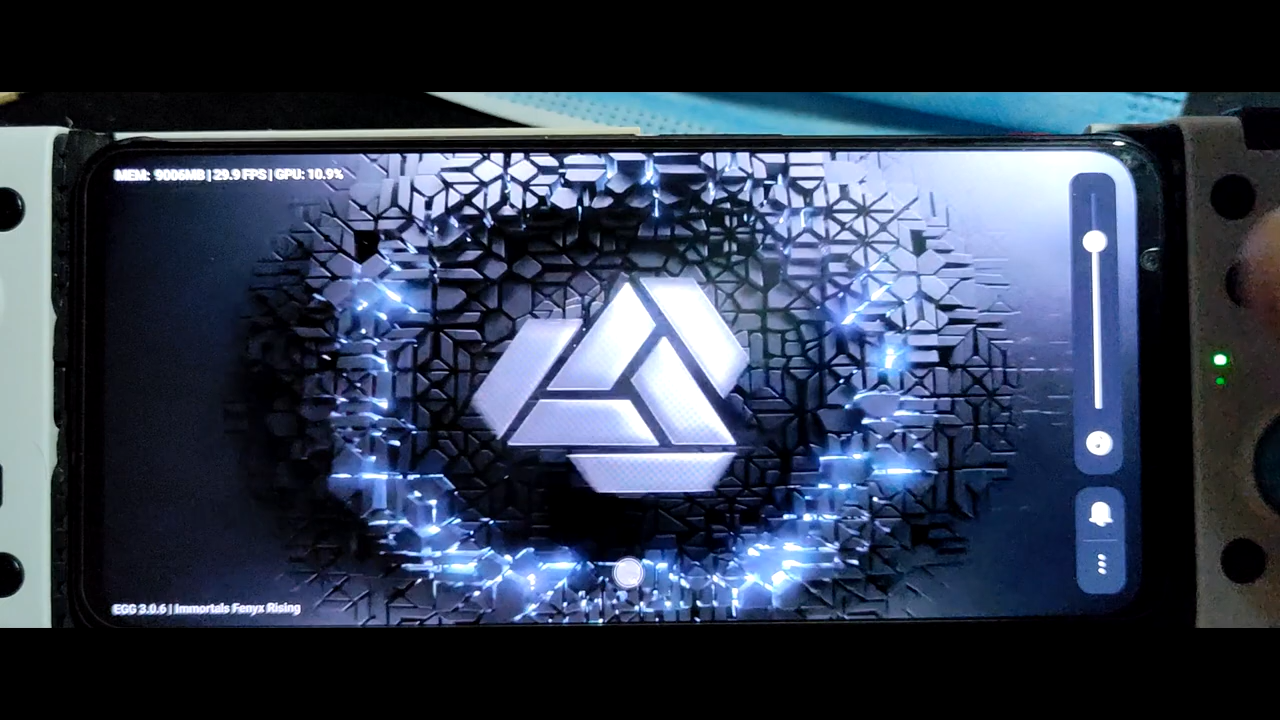 MEM: 9006MB | 29.9 FPS | GPU: 10.9%
EGG 3.0.6 | Immortals Fenyx Rising